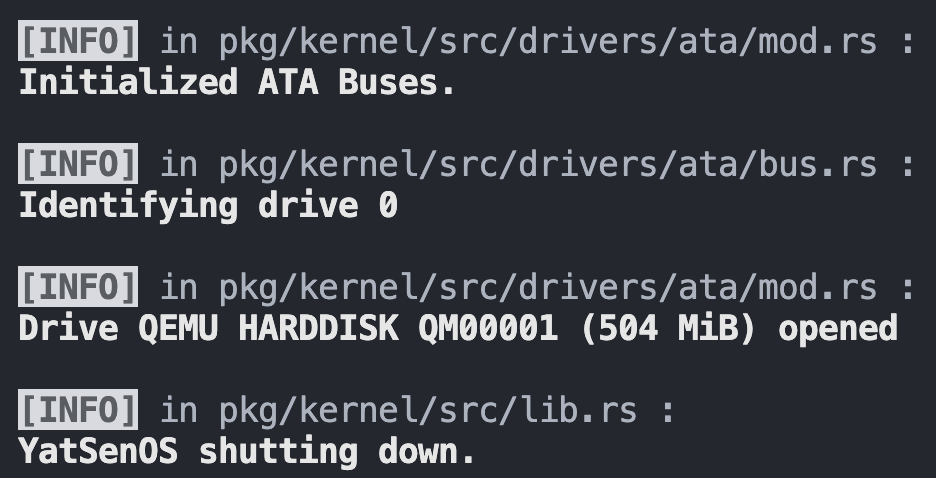 [INFO] in pkg/kernel/src/drivers/ata/mod.rs :
Initialized ATA Buses.
[INFO] in pkg/kernel/src/drivers/ata/bus.rs :
Identifying drive 0
[INFO] in pkg/kernel/src/drivers/ata/mod.rs :
Drive QEMU HARDDISK QM00001 (504 MiB) opened
[INFO] in pkg/kernel/src/lib.rs :
YatSenOS shutting down.